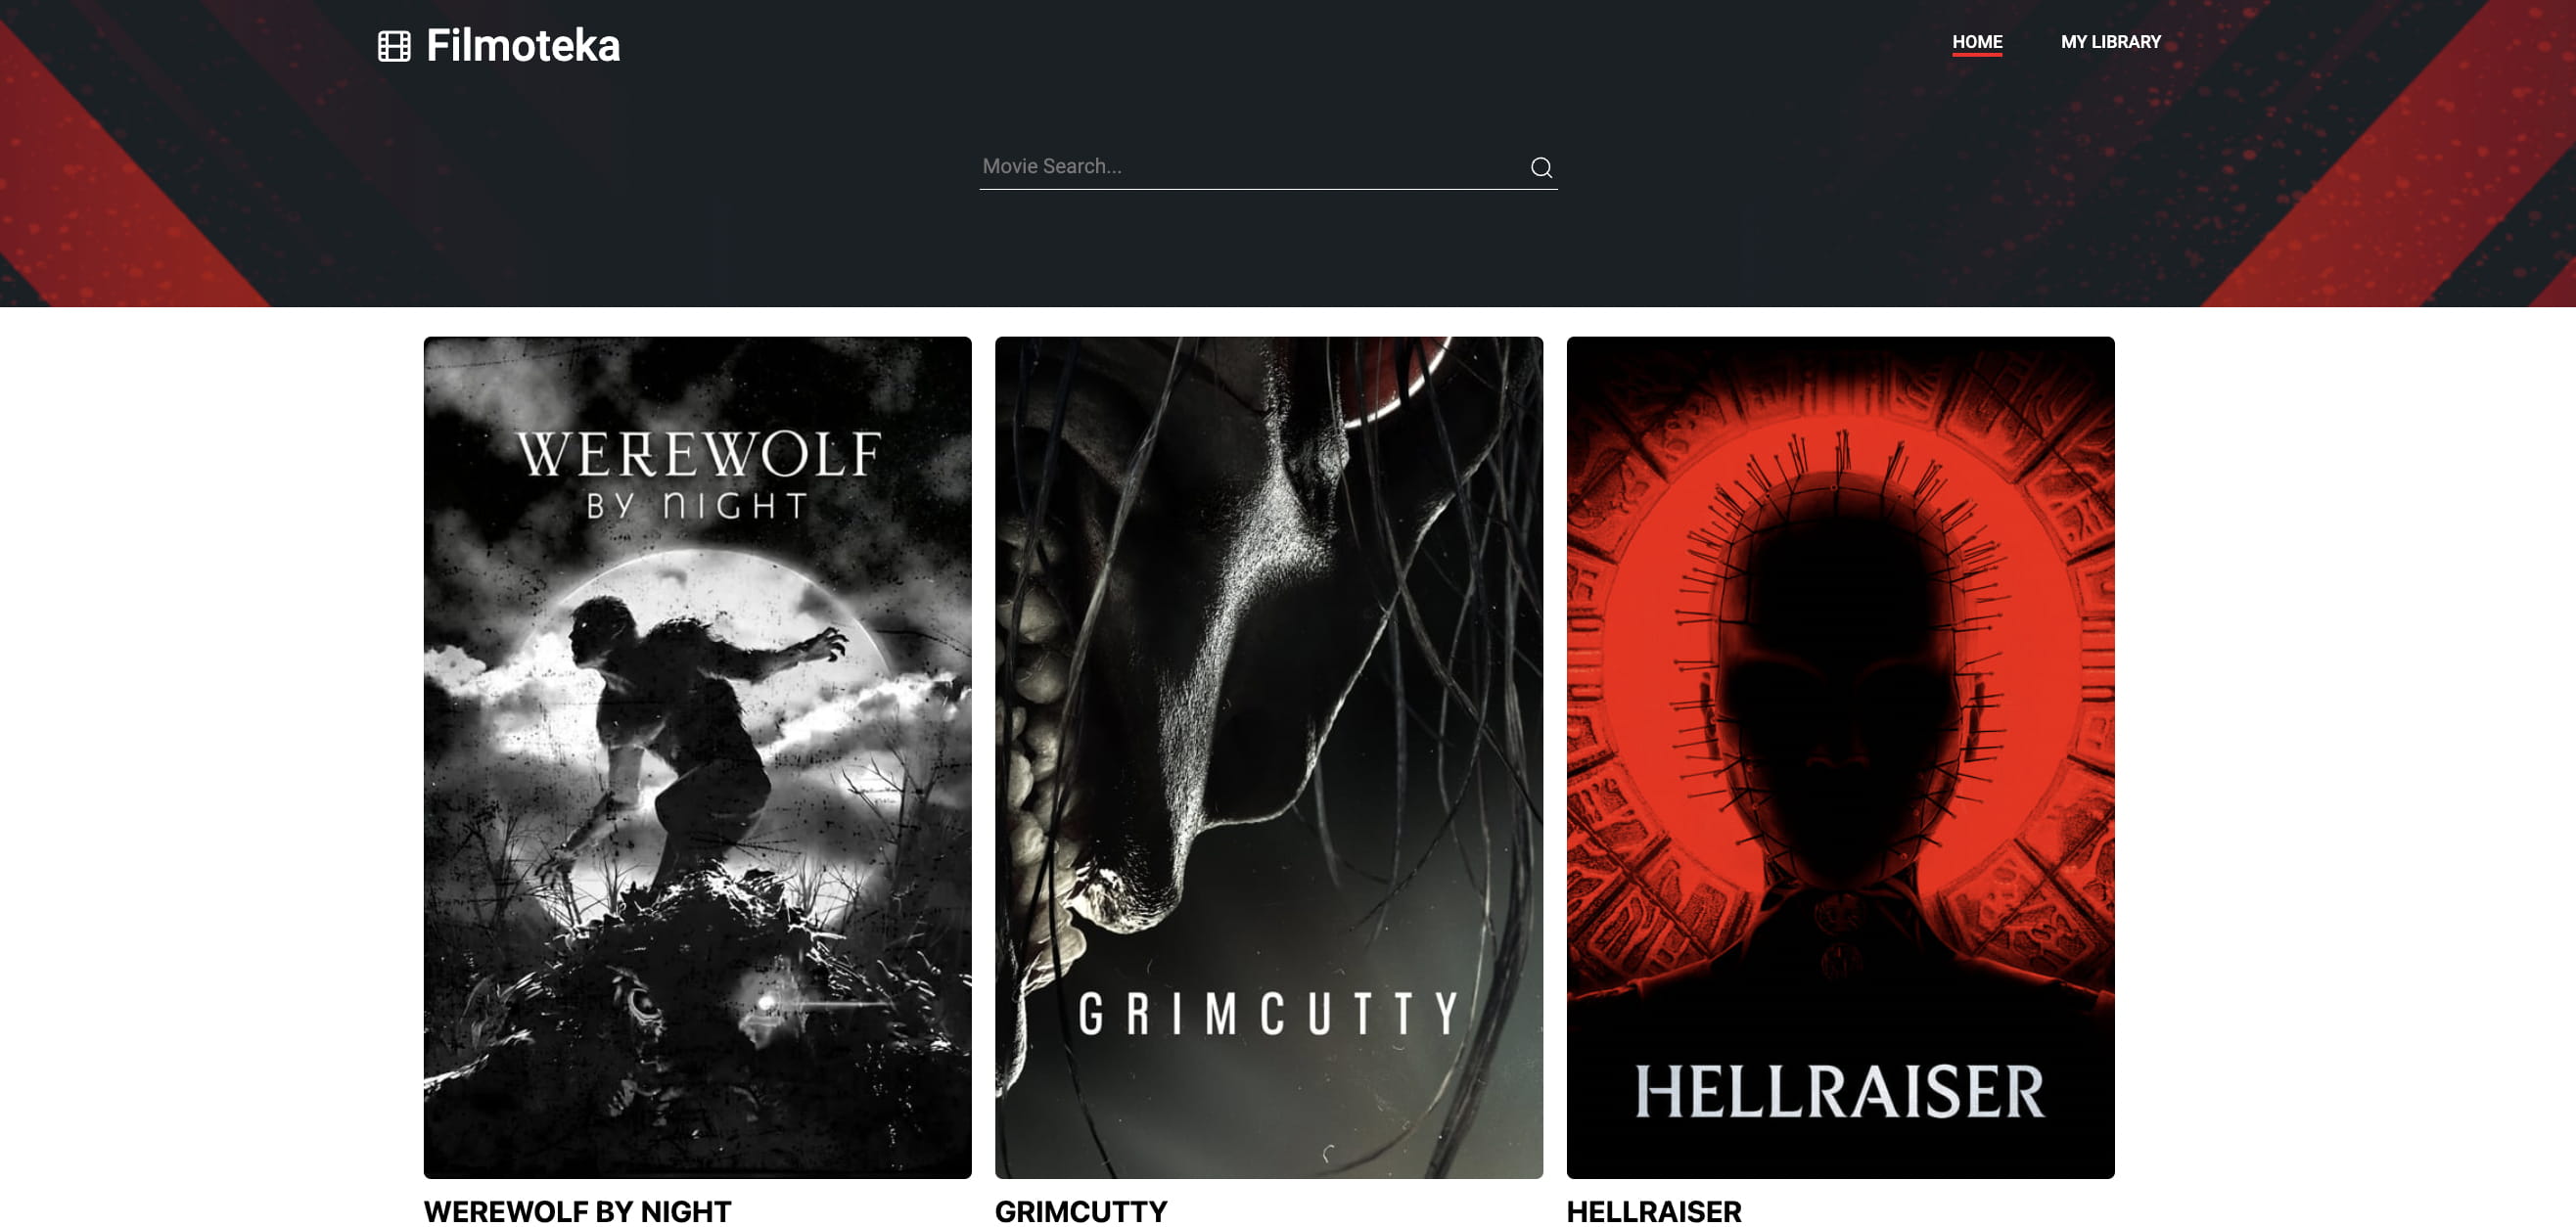 Filmoteka
HOME
MY LIBRARY
Movie Search...
WEREWOLF
BY NIGHT
GRIMCUTTY
HELLRAISER
WEREWOLF BY NIGHT
GRIMCUTTY
HELLRAISER